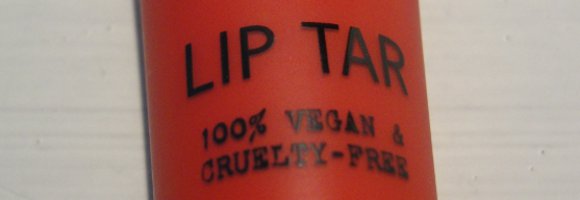 LIP TAR
100% VEGAN &
CRUELTY-FREE